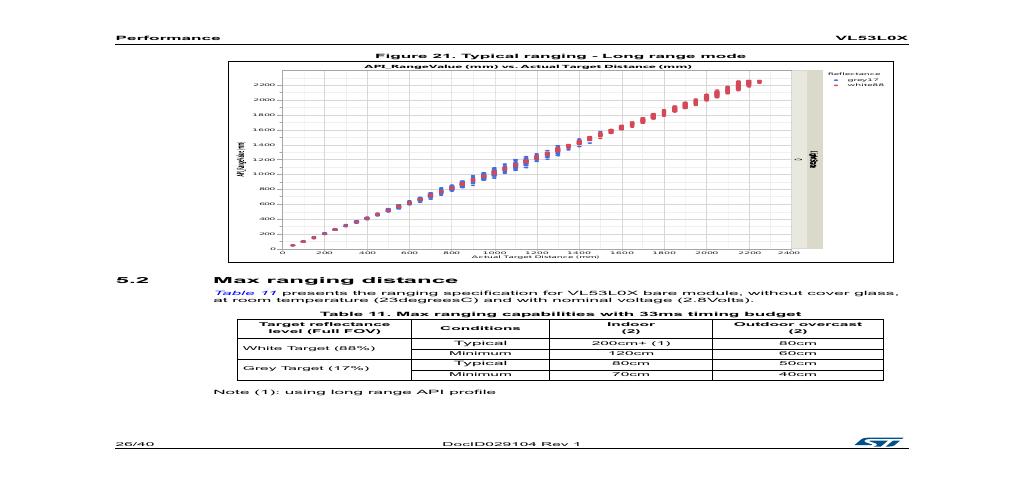 Performance VL53L0X
Figure 21. Typical ranging - Long range mode
API_RangeValue (mm) vs. Actual Target Distance (mm)
Reflectance
grey17
white88
2200
2000
1800
1600
1400
1200
1000
800
600
400
200
0
API_RangeValue (mm)
0 200 400 600 800 1000 1200 1400 1600 1800 2000 2200 2400
Actual Target Distance (mm)
0
5.2 Max ranging distance
Table 11 presents the ranging specification for VL53L0X bare module, without cover glass,
at room temperature (23degreesC) and with nominal voltage (2.8Volts).
Table 11. Max ranging capabilities with 33ms timing budget
Target reflectance level (Full FOV) Conditions Indoor (2) Outdoor overcast (2)
White Target (88%) Typical 200cm+ (1) 80cm
Minimum 120cm 60cm
Grey Target (17%) Typical 80cm 50cm
Minimum 70cm 40cm
Note (1): using long range API profile
26/40 DocID029104 Rev 1 ST